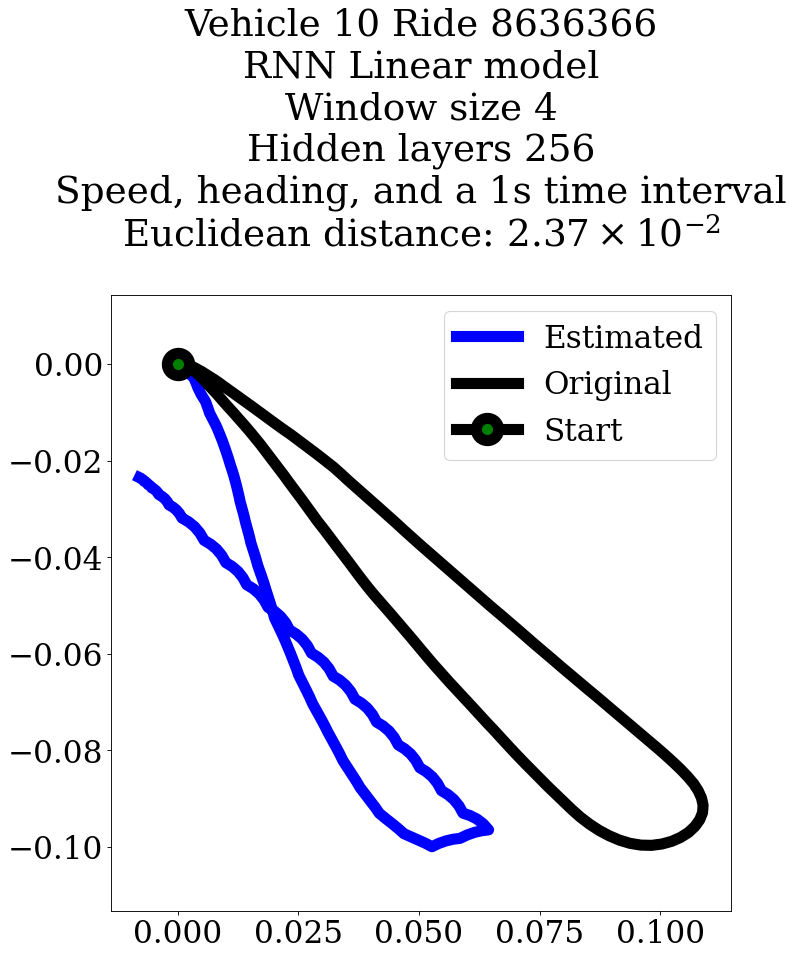 Vehicle 10 Ride 8636366
RNN Linear model
Window size 4
Hidden layers 256
Speed, heading, and a 1s time interval
Euclidean distance: 2.37 × 10⁻²
Estimated
Original
Start
0.00
−0.02
−0.04
−0.06
−0.08
−0.10
0.000 0.025 0.050 0.075 0.100